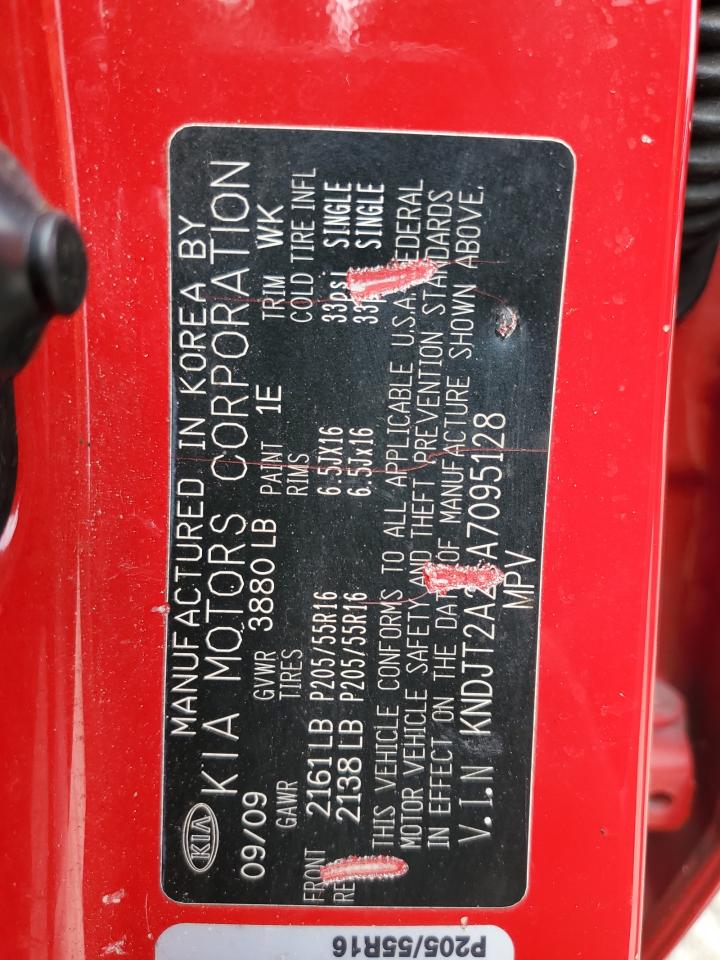 KIA
MANUFACTURED IN KOREA BY
KIA MOTORS CORPORATION
09/09 GVWR 3880 LB PAINT 1E TRIM WK
GAWR TIRES RIMS COLD TIRE INFL
FRONT 2161 LB P205/55R16 6.5JX16 33psi SINGLE
2138 LB P205/55R16 6.5Jx16 SINGLE
THIS VEHICLE CONFORMS TO ALL APPLICABLE U.S.A. FEDERAL
MOTOR VEHICLE SAFETY AND THEFT PREVENTION STANDARDS
IN EFFECT ON THE DATE OF MANUFACTURE SHOWN ABOVE.
V.I.N
MPV
P205/55R16